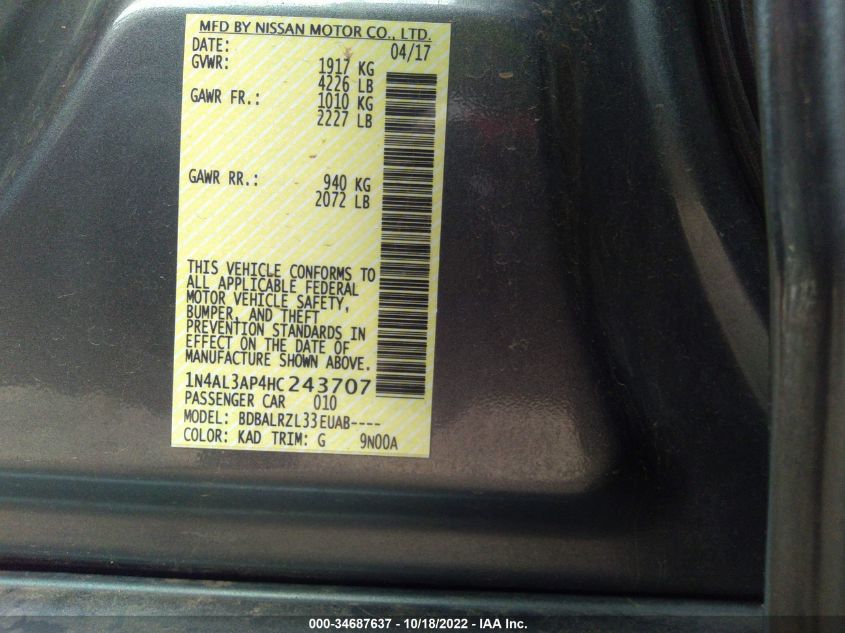 MFD BY NISSAN MOTOR CO., LTD.
DATE: 04/17
GVWR: 1917 KG
4226 LB
GAWR FR.: 1010 KG
2227 LB
GAWR RR.: 940 KG
2072 LB
THIS VEHICLE CONFORMS TO
ALL APPLICABLE FEDERAL
MOTOR VEHICLE SAFETY,
BUMPER, AND THEFT
PREVENTION STANDARDS IN
EFFECT ON THE DATE OF
MANUFACTURE SHOWN ABOVE.
1N4AL3AP4HC243707
PASSENGER CAR 010
MODEL: BDBALRZL33EUAB----
COLOR: KAD TRIM: G 9N00A
000-34687637 - 10/18/2022 - IAA Inc.